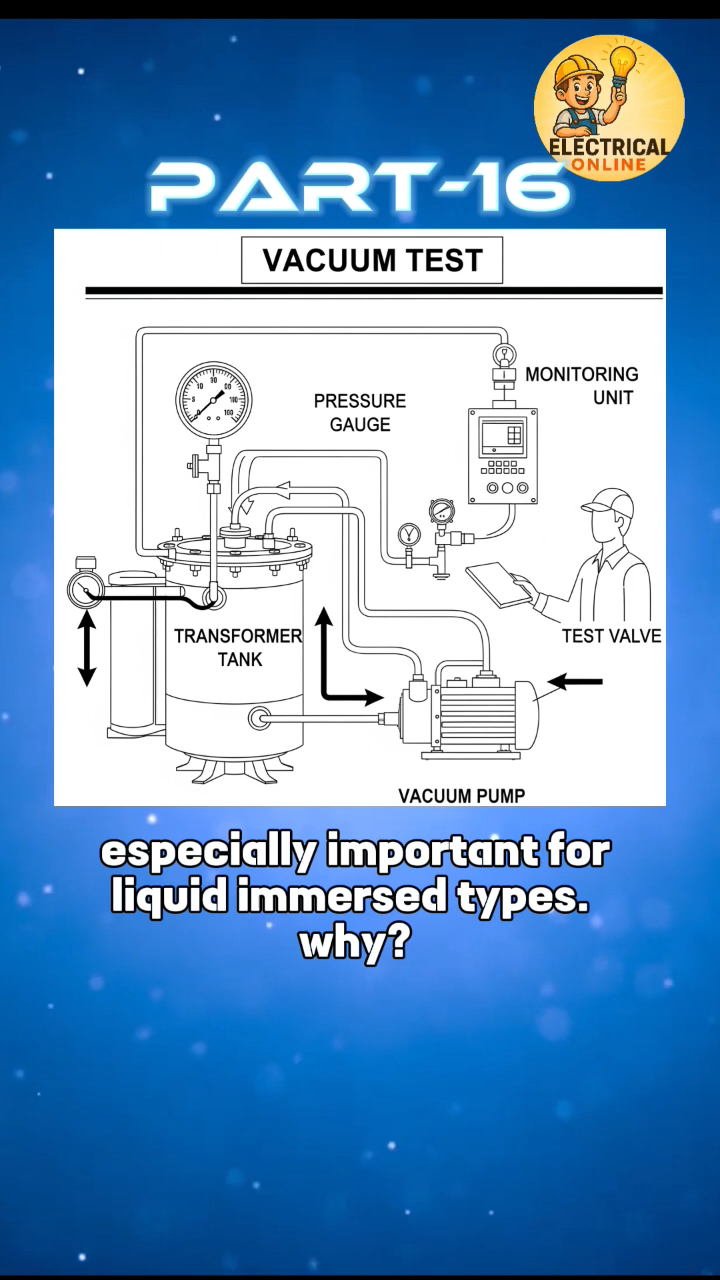 ELECTRICAL
ONLINE
PART-16
VACUUM TEST
MONITORING
UNIT
PRESSURE
GAUGE
TRANSFORMER
TANK
TEST VALVE
VACUUM PUMP
especially important for
liquid immersed types.
why?